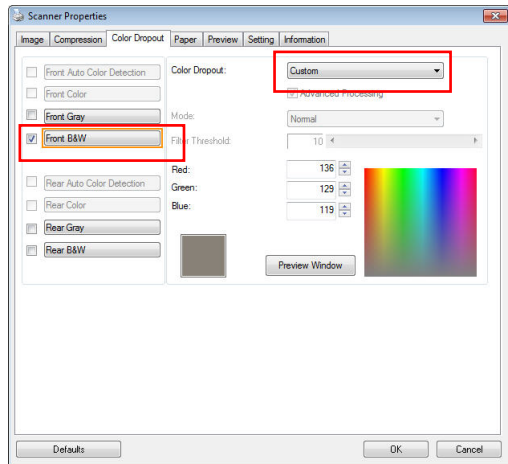 Scanner Properties
Image Compression Color Dropout Paper Preview Setting Information
Front Auto Color Detection
Front Color
Front Gray
Front B&W
Rear Auto Color Detection
Rear Color
Rear Gray
Rear B&W
Color Dropout: Custom
Advanced Processing
Mode: Normal
Filter Threshold: 10
Red: 136
Green: 129
Blue: 119
Preview Window
Defaults OK Cancel